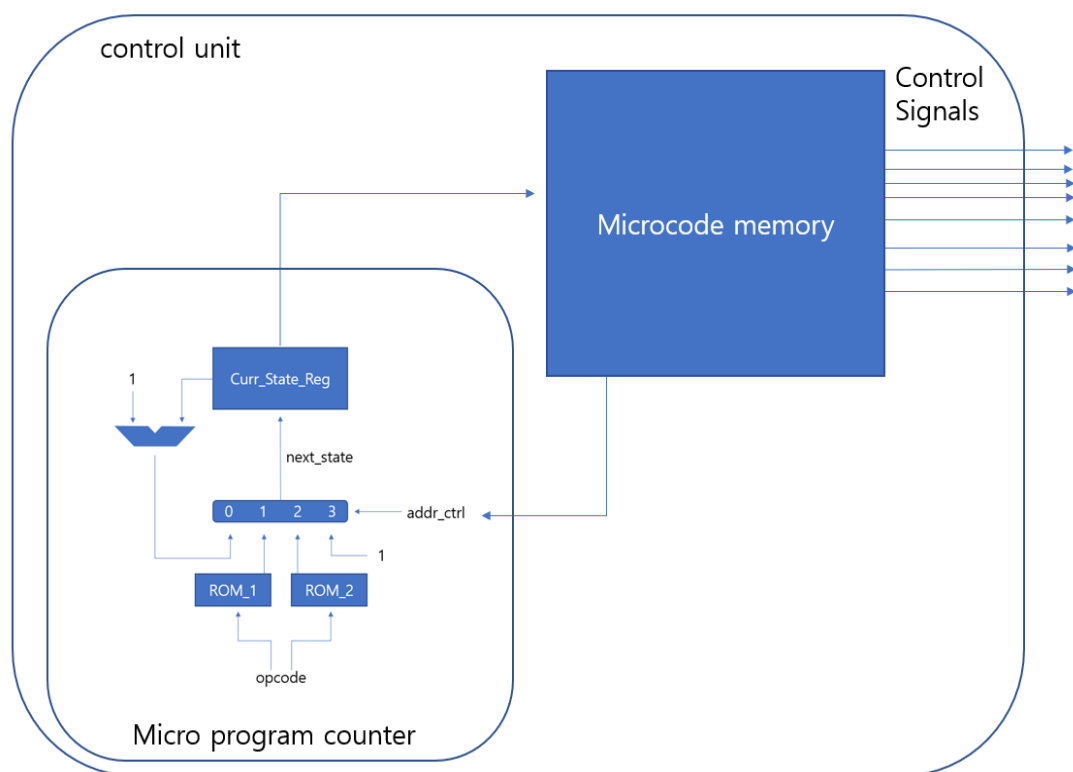 control unit
Control
Signals
Microcode memory
1
Curr_State_Reg
next_state
0 1 2 3
addr_ctrl
1
ROM_1
ROM_2
opcode
Micro program counter